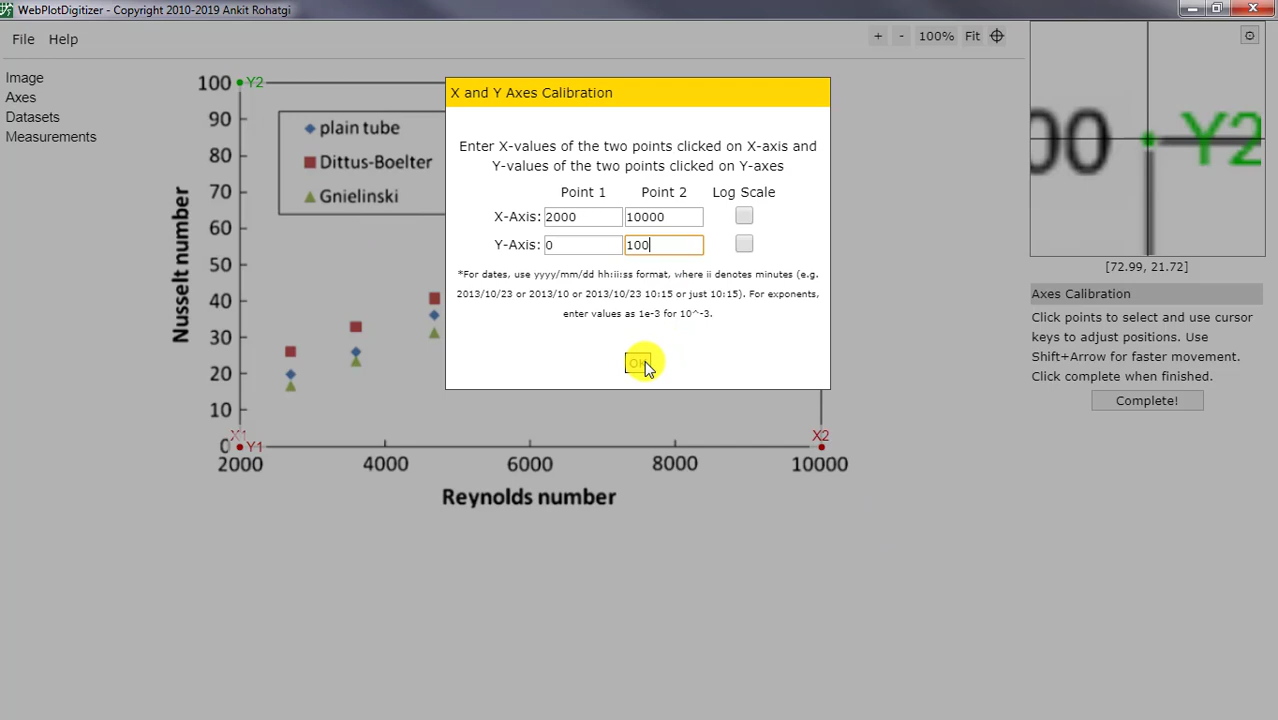 WebPlotDigitizer - Copyright 2010-2019 Ankit Rohatgi
File Help
+ - 100% Fit
Image
Axes
Datasets
Measurements
100 Y2
90
80
70
60
50
40
30
20
10
0
X1
Y1
X2
2000 4000 6000 8000 10000
Nusselt number
Reynolds number
plain tube
Dittus-Boelter
Gnielinski
X and Y Axes Calibration
Enter X-values of the two points clicked on X-axis and
Y-values of the two points clicked on Y-axes
Point 1 Point 2 Log Scale
X-Axis: 2000 10000
Y-Axis: 0 100
*For dates, use yyyy/mm/dd hh:ii:ss format, where ii denotes minutes (e.g.
2013/10/23 or 2013/10 or 2013/10/23 10:15 or just 10:15). For exponents,
enter values as 1e-3 for 10^-3.
OK
00 Y2
[72.99, 21.72]
Axes Calibration
Click points to select and use cursor
keys to adjust positions. Use
Shift+Arrow for faster movement.
Click complete when finished.
Complete!